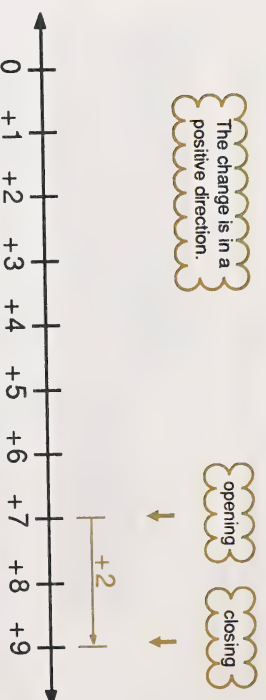 The change is in a
positive direction.
opening
closing
+2
0 +1 +2 +3 +4 +5 +6 +7 +8 +9